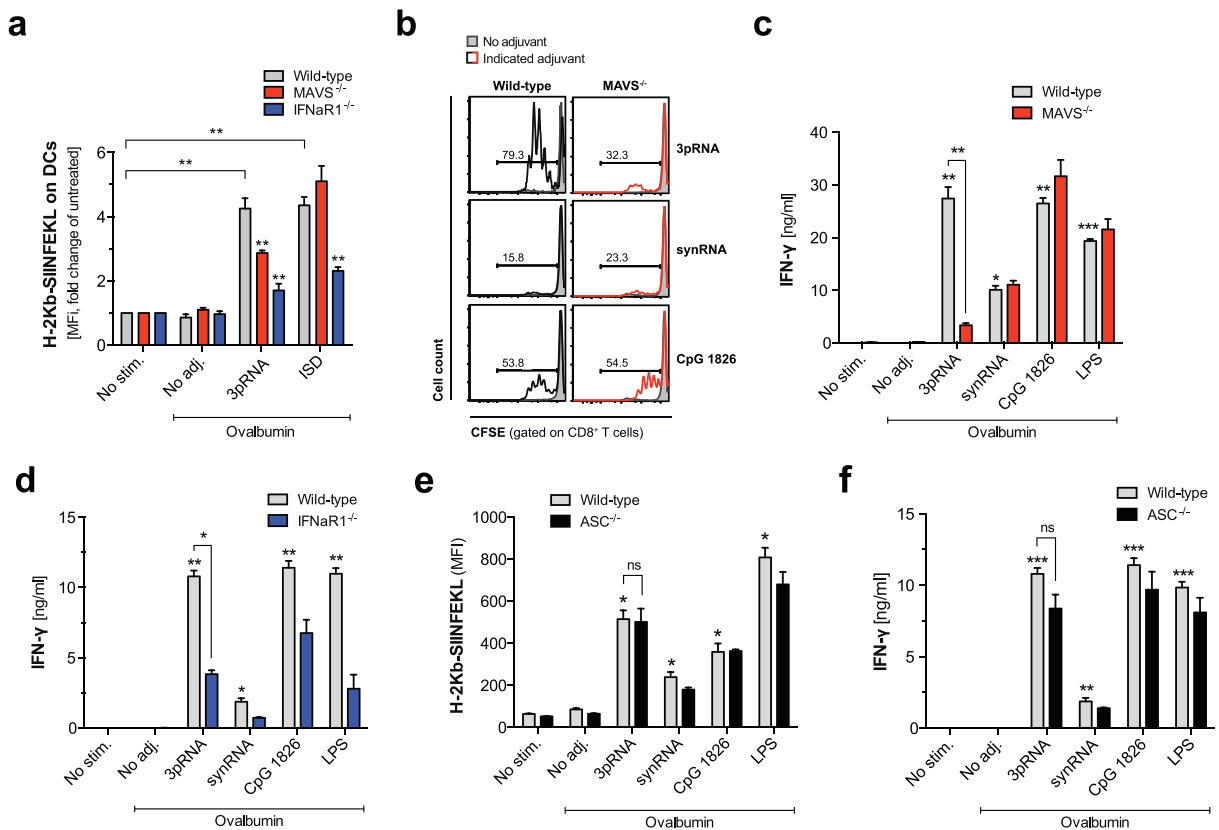 a
Wild-type
MAVS-/-
IFNaR1-/-
H-2Kb-SIINFEKL on DCs
[MFi, fold change of untreated]
6
4
2
0
**
**
**
**
**
No stim.
No adj.
3pRNA
ISD
Ovalbumin
b
No adjuvant
Indicated adjuvant
Wild-type
MAVS-/-
79.3
32.3
3pRNA
15.8
23.3
synRNA
53.8
54.5
CpG 1826
Cell count
CFSE (gated on CD8+ T cells)
c
Wild-type
MAVS-/-
IFN-γ [ng/ml]
40
30
20
10
0
**
**
*
**
***
No stim.
No adj.
3pRNA
synRNA
CpG 1826
LPS
Ovalbumin
d
Wild-type
IFNaR1-/-
IFN-γ [ng/ml]
15
10
5
0
*
**
*
**
**
No stim.
No adj.
3pRNA
synRNA
CpG 1826
LPS
Ovalbumin
e
Wild-type
ASC-/-
H-2Kb-SIINFEKL (MFI)
1000
800
600
400
200
0
ns
*
*
*
*
No stim.
No adj.
3pRNA
synRNA
CpG 1826
LPS
Ovalbumin
f
Wild-type
ASC-/-
IFN-γ [ng/ml]
15
10
5
0
ns
***
**
***
***
No stim.
No adj.
3pRNA
synRNA
CpG 1826
LPS
Ovalbumin